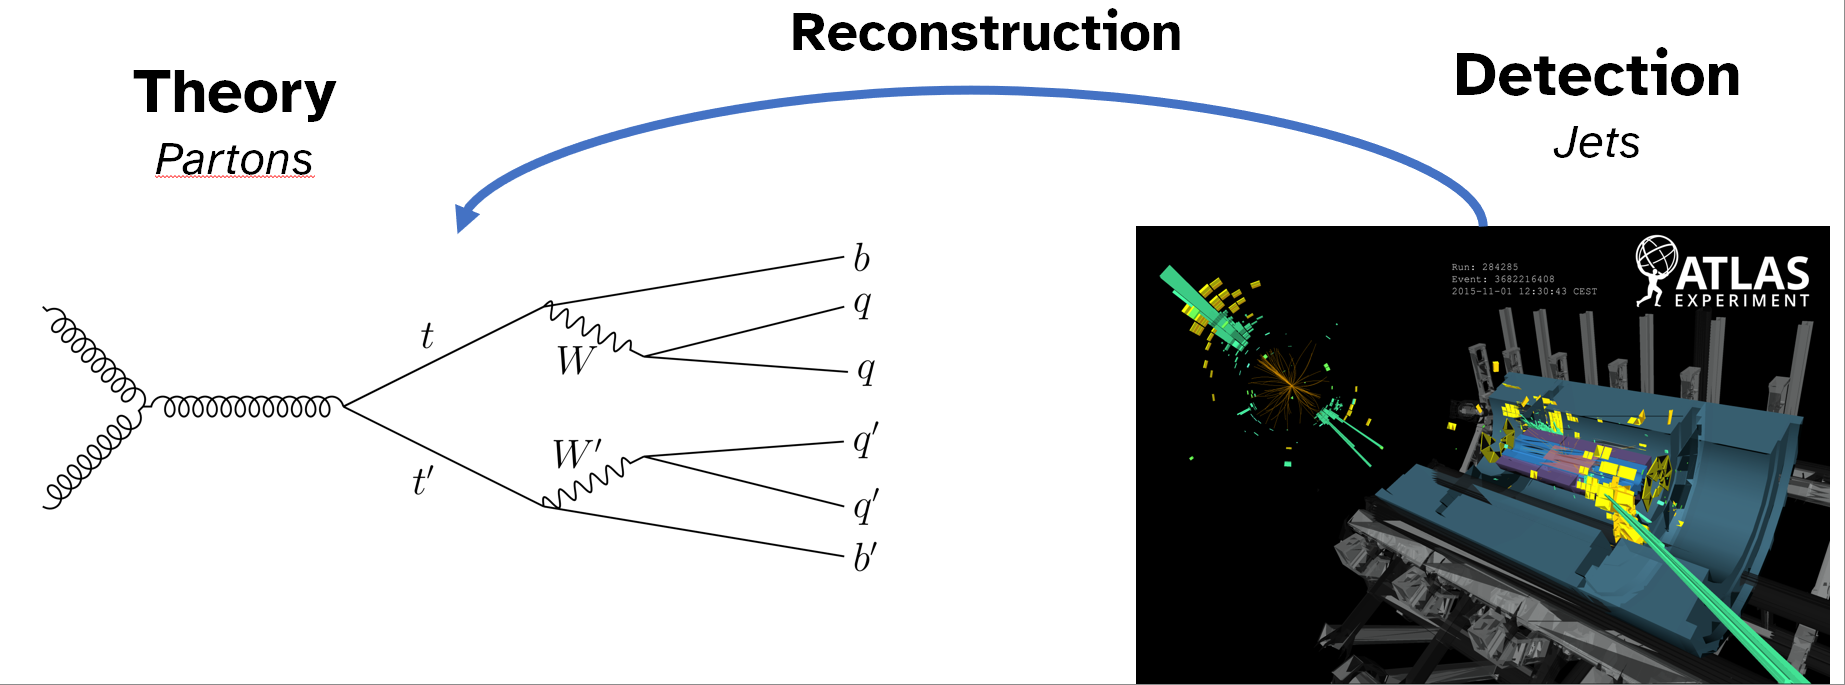 Reconstruction
Theory
Partons
Detection
Jets
b
q
q
t
W
t′
W′
q′
q′
b′
Run: 284285
Event: 3682216408
2015-11-01 12:30:43 CEST
ATLAS
EXPERIMENT